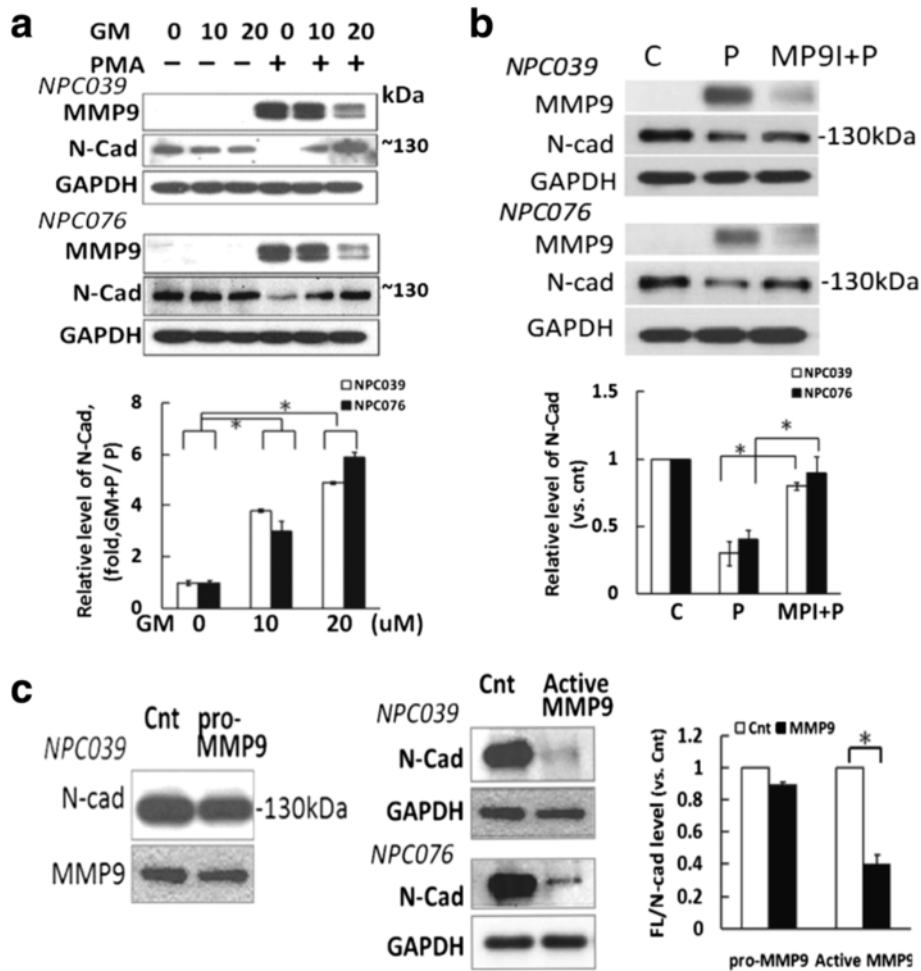 a
GM 0 10 20 0 10 20
PMA − − − + + +
NPC039
kDa
MMP9
N-Cad ~130
GAPDH
NPC076
MMP9
N-Cad ~130
GAPDH
Relative level of N-Cad,
(fold,GM+P / P)
NPC039
NPC076
8
6
4
2
0
* *
GM 0 10 20 (uM)
b
C P MP9I+P
NPC039
MMP9
N-cad -130kDa
GAPDH
NPC076
MMP9
N-cad -130kDa
GAPDH
Relative level of N-Cad
(vs. cnt)
NPC039
NPC076
1.5
1
0.5
0
* *
C P MPI+P
c
Cnt pro-
MMP9
NPC039
N-cad -130kDa
MMP9
Cnt Active
MMP9
NPC039
N-Cad
GAPDH
NPC076
N-Cad
GAPDH
FL/N-cad level (vs. Cnt)
Cnt MMP9
1.2
1
0.8
0.6
0.4
0.2
0
*
pro-MMP9 Active MMP9